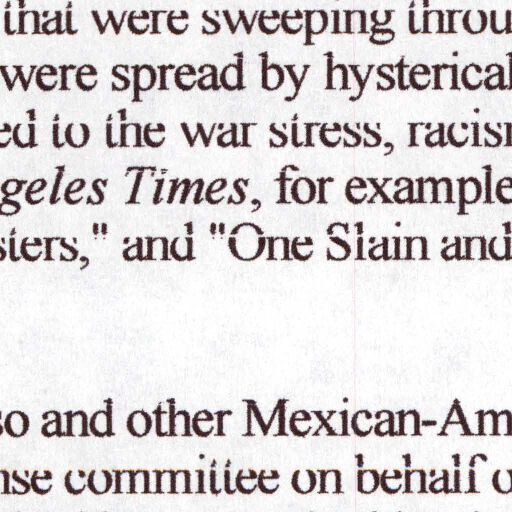 that were sweeping throu
were spread by hysterical
ed to the war stress, racis
geles Times, for example
sters," and "One Slain and
so and other Mexican-Am
nse committee on behalf o